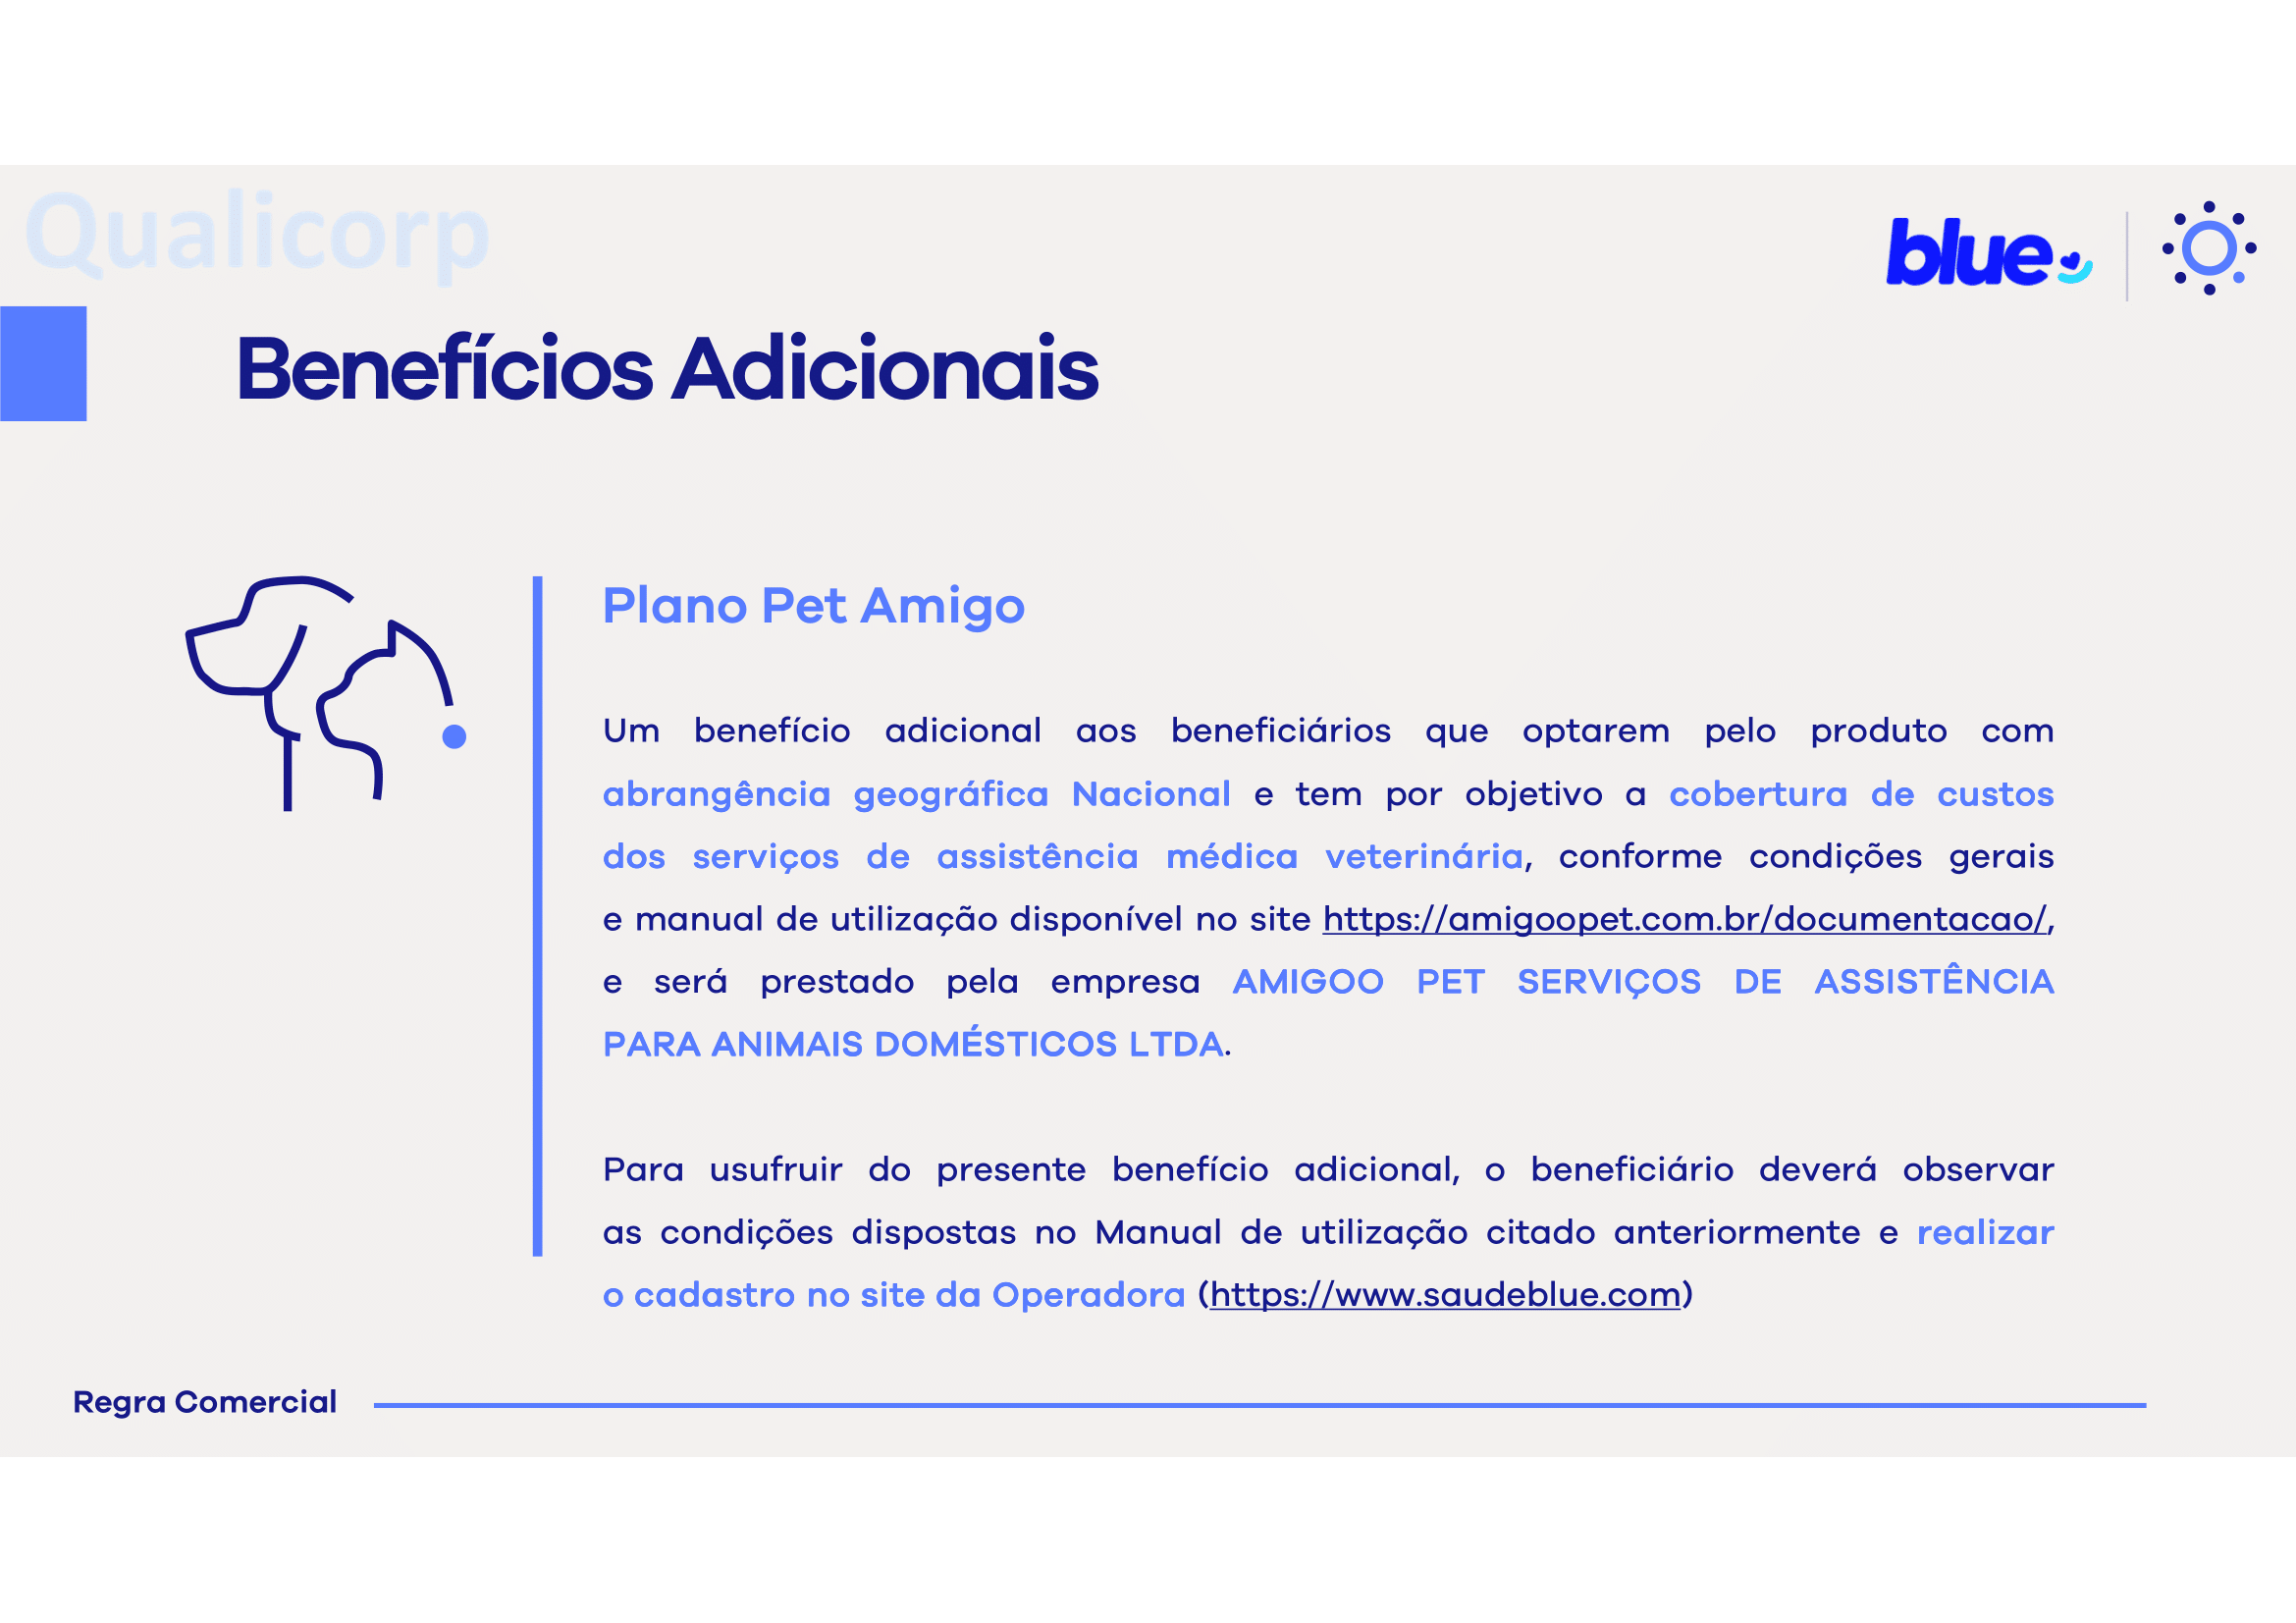 Qualicorp
blue
Benefícios Adicionais
Plano Pet Amigo
Um benefício adicional aos beneficiários que optarem pelo produto com
abrangência geográfica Nacional e tem por objetivo a cobertura de custos
dos serviços de assistência médica veterinária, conforme condições gerais
e manual de utilização disponível no site https://amigoopet.com.br/documentacao/,
e será prestado pela empresa AMIGOO PET SERVIÇOS DE ASSISTÊNCIA
PARA ANIMAIS DOMÉSTICOS LTDA.
Para usufruir do presente benefício adicional, o beneficiário deverá observar
as condições dispostas no Manual de utilização citado anteriormente e realizar
o cadastro no site da Operadora (https://www.saudeblue.com)
Regra Comercial